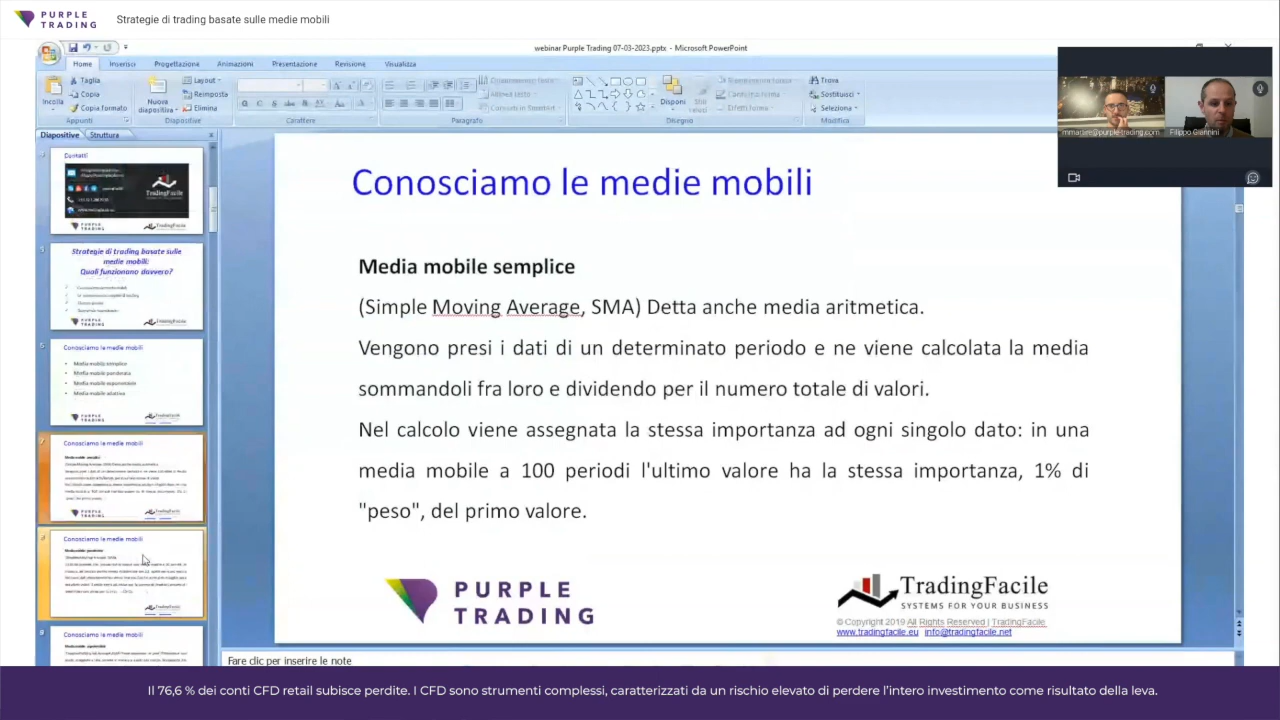 PURPLE
TRADING
Strategie di trading basate sulle medie mobili
webinar Purple Trading 07-03-2023.pptx - Microsoft PowerPoint
Home Inserisci Progettazione Animazioni Presentazione Revisione Visualizza
Taglia
Copia
Copia formato
Incolla
Appunti
Nuova
diapositiva
Layout
Reimposta
Elimina
Diapositive
Carattere
Paragrafo
Disponi
Disegno
Trova
Sostituisci
Seleziona
Modifica
mmartire@purple-trading.com
Filippo Giannini
Diapositive Struttura
Contatti
TradingFacile
Strategie di trading basate sulle
medie mobili:
Quali funzionano davvero?
Conosciamo le medie mobili
Media mobile semplice
Media mobile ponderata
Media mobile esponenziale
Media mobile adattiva
Conosciamo le medie mobili
Conosciamo le medie mobili
Conosciamo le medie mobili
Conosciamo le medie mobili
Media mobile semplice
(Simple Moving Average, SMA) Detta anche media aritmetica.
Vengono presi i dati di un determinato periodo e ne viene calcolata la media
sommandoli fra loro e dividendo per il numero totale di valori.
Nel calcolo viene assegnata la stessa importanza ad ogni singolo dato: in una
media mobile a 100 periodi l'ultimo valore ha la stessa importanza, 1% di
"peso", del primo valore.
PURPLE
TRADING
TradingFacile
SYSTEMS FOR YOUR BUSINESS
© Copyright 2019 All Rights Reserved | TradingFacile
www.tradingfacile.eu info@tradingfacile.net
Fare clic per inserire le note
Il 76,6 % dei conti CFD retail subisce perdite. I CFD sono strumenti complessi, caratterizzati da un rischio elevato di perdere l'intero investimento come risultato della leva.